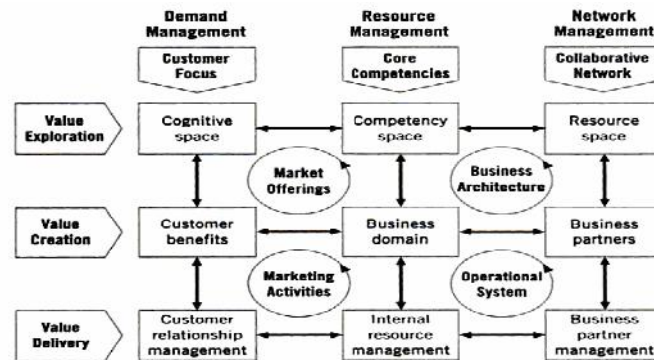 Demand
Management
Resource
Management
Network
Management
Customer
Focus
Core
Competencies
Collaborative
Network
Value
Exploration
Cognitive
space
Competency
space
Resource
space
Market
Offerings
Business
Architecture
Value
Creation
Customer
benefits
Business
domain
Business
partners
Marketing
Activities
Operational
System
Value
Delivery
Customer
relationship
management
Internal
resource
management
Business
partner
management